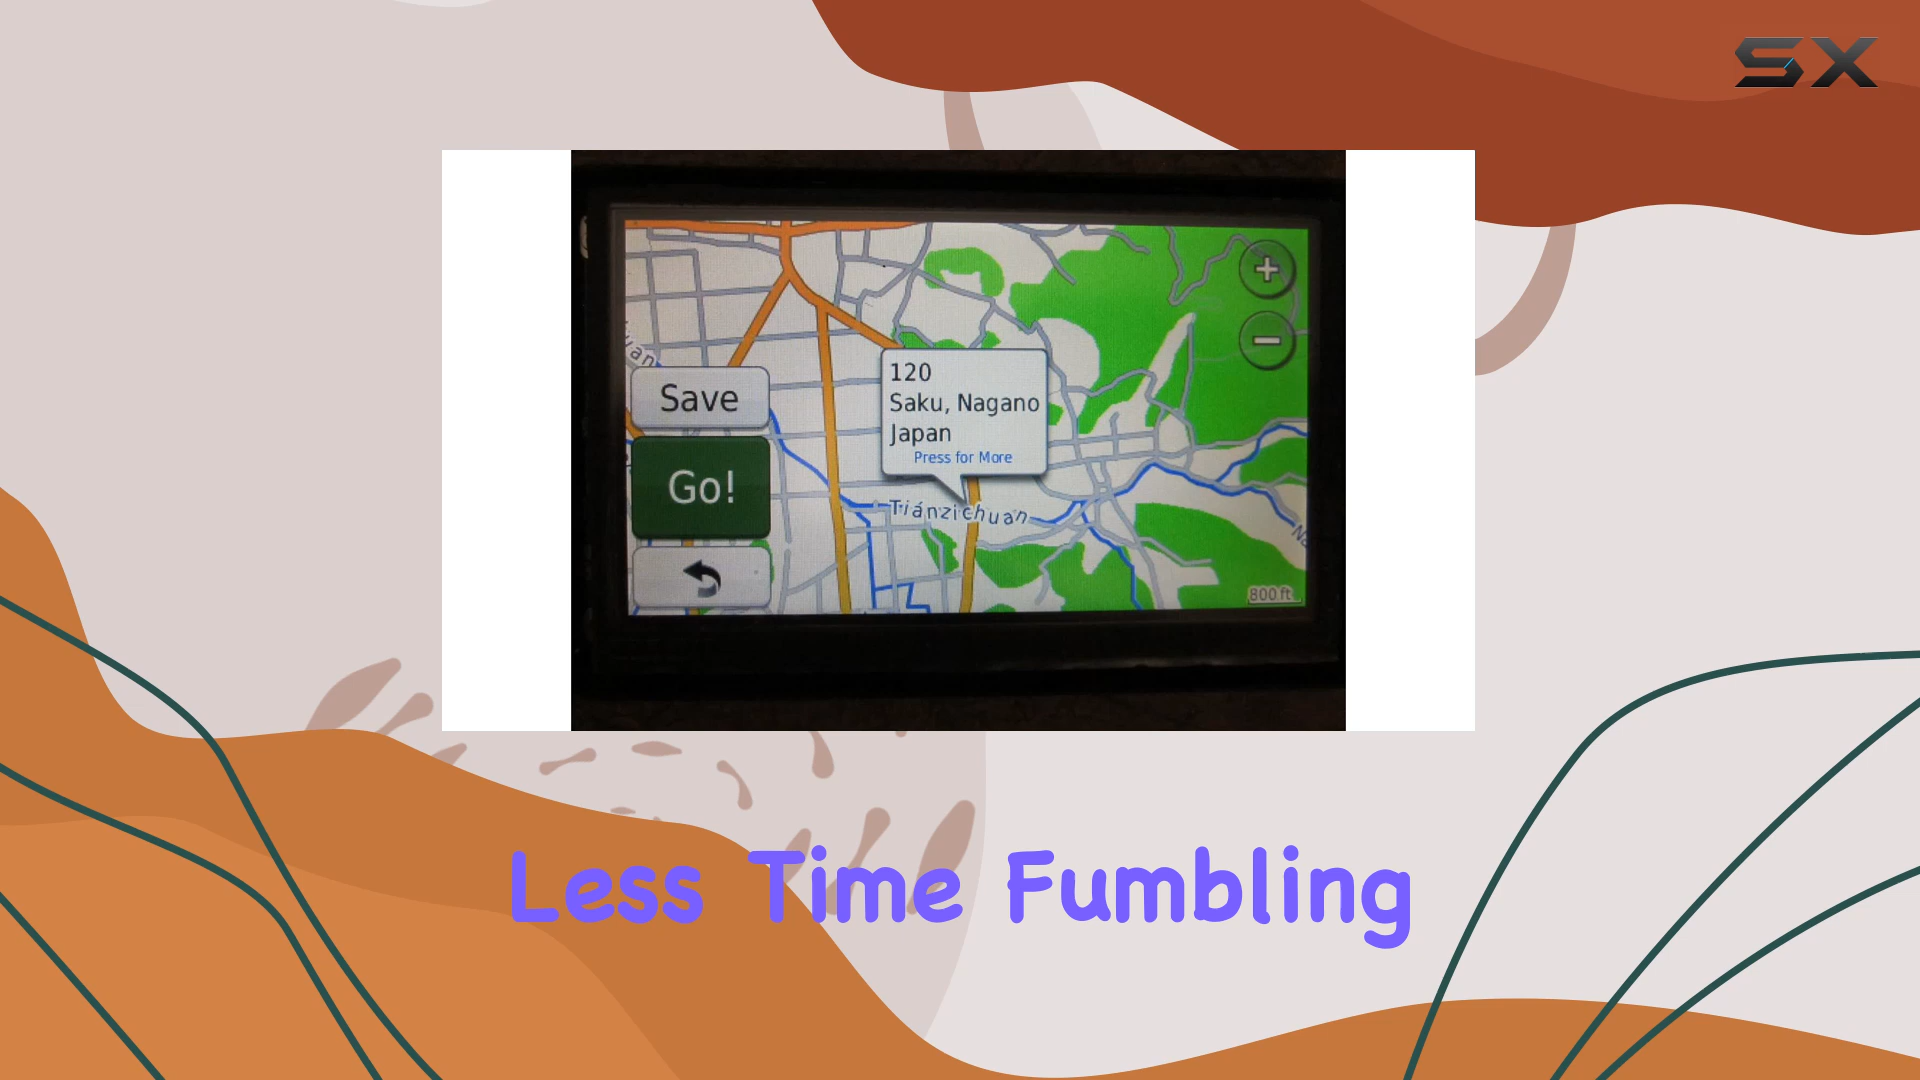 SX
120
Saku, Nagano
Japan
Press for More
Save
Go!
Tiánzichuan
800 ft
Less Time Fumbling